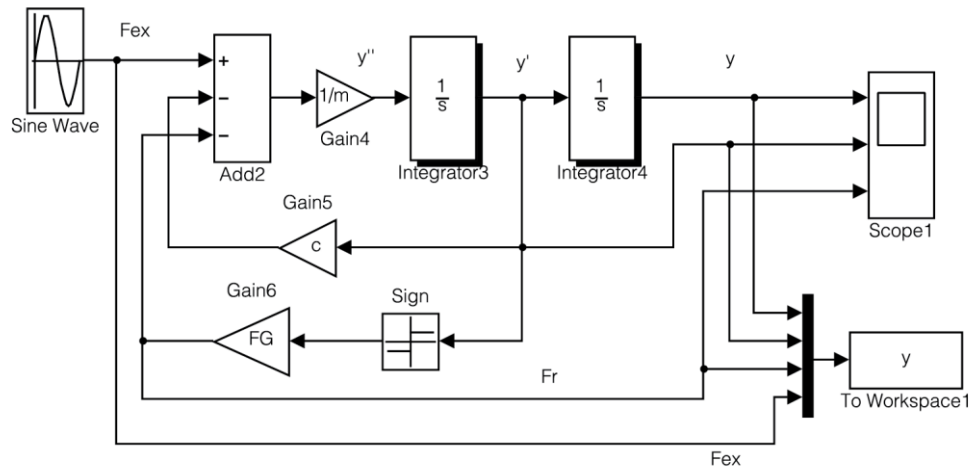 Fex
y''
y'
y
+
−
−
1/m
1
s
1
s
Sine Wave
Gain4
Add2
Integrator3
Integrator4
Gain5
Scope1
c
Gain6
Sign
FG
Fr
y
To Workspace1
Fex